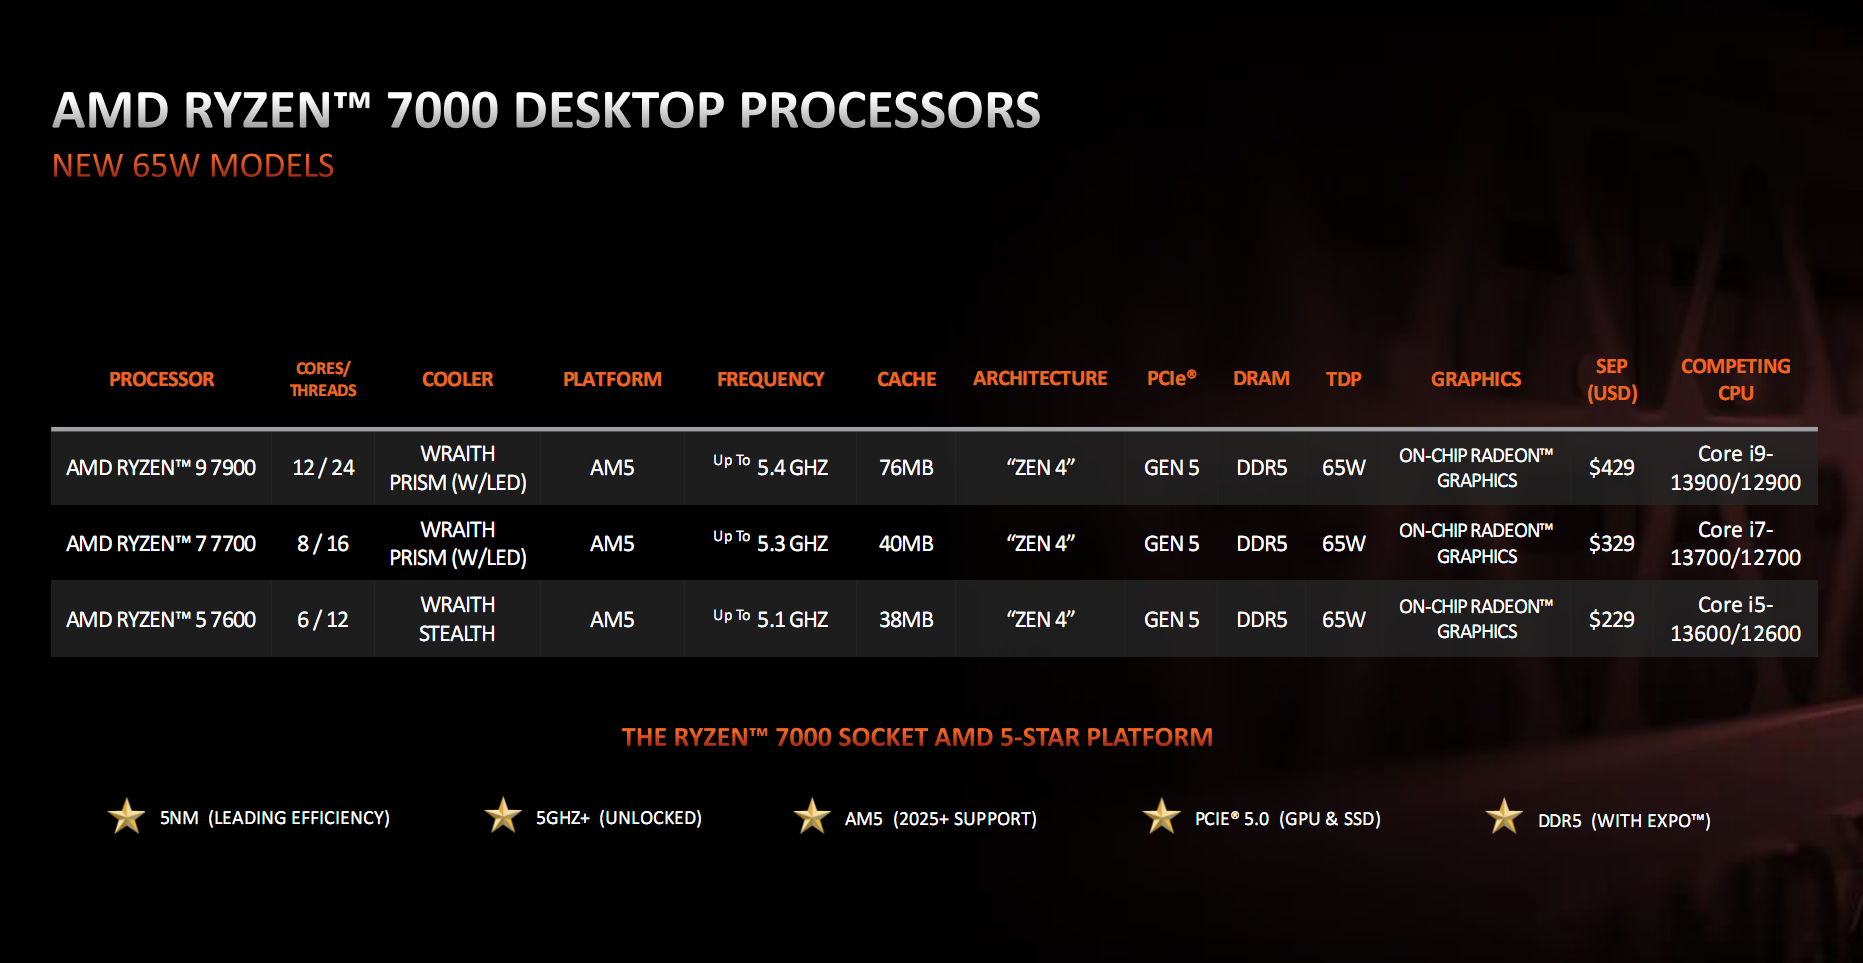 AMD RYZEN™ 7000 DESKTOP PROCESSORS
NEW 65W MODELS
PROCESSOR CORES/ THREADS COOLER PLATFORM FREQUENCY CACHE ARCHITECTURE PCIe® DRAM TDP GRAPHICS SEP (USD) COMPETING CPU
AMD RYZEN™ 9 7900 12 / 24 WRAITH PRISM (W/LED) AM5 Up To 5.4 GHZ 76MB “ZEN 4” GEN 5 DDR5 65W ON-CHIP RADEON™ GRAPHICS $429 Core i9-13900/12900
AMD RYZEN™ 7 7700 8 / 16 WRAITH PRISM (W/LED) AM5 Up To 5.3 GHZ 40MB “ZEN 4” GEN 5 DDR5 65W ON-CHIP RADEON™ GRAPHICS $329 Core i7-13700/12700
AMD RYZEN™ 5 7600 6 / 12 WRAITH STEALTH AM5 Up To 5.1 GHZ 38MB “ZEN 4” GEN 5 DDR5 65W ON-CHIP RADEON™ GRAPHICS $229 Core i5-13600/12600
THE RYZEN™ 7000 SOCKET AMD 5-STAR PLATFORM
5NM (LEADING EFFICIENCY) 5GHZ+ (UNLOCKED) AM5 (2025+ SUPPORT) PCIE® 5.0 (GPU & SSD) DDR5 (WITH EXPO™)